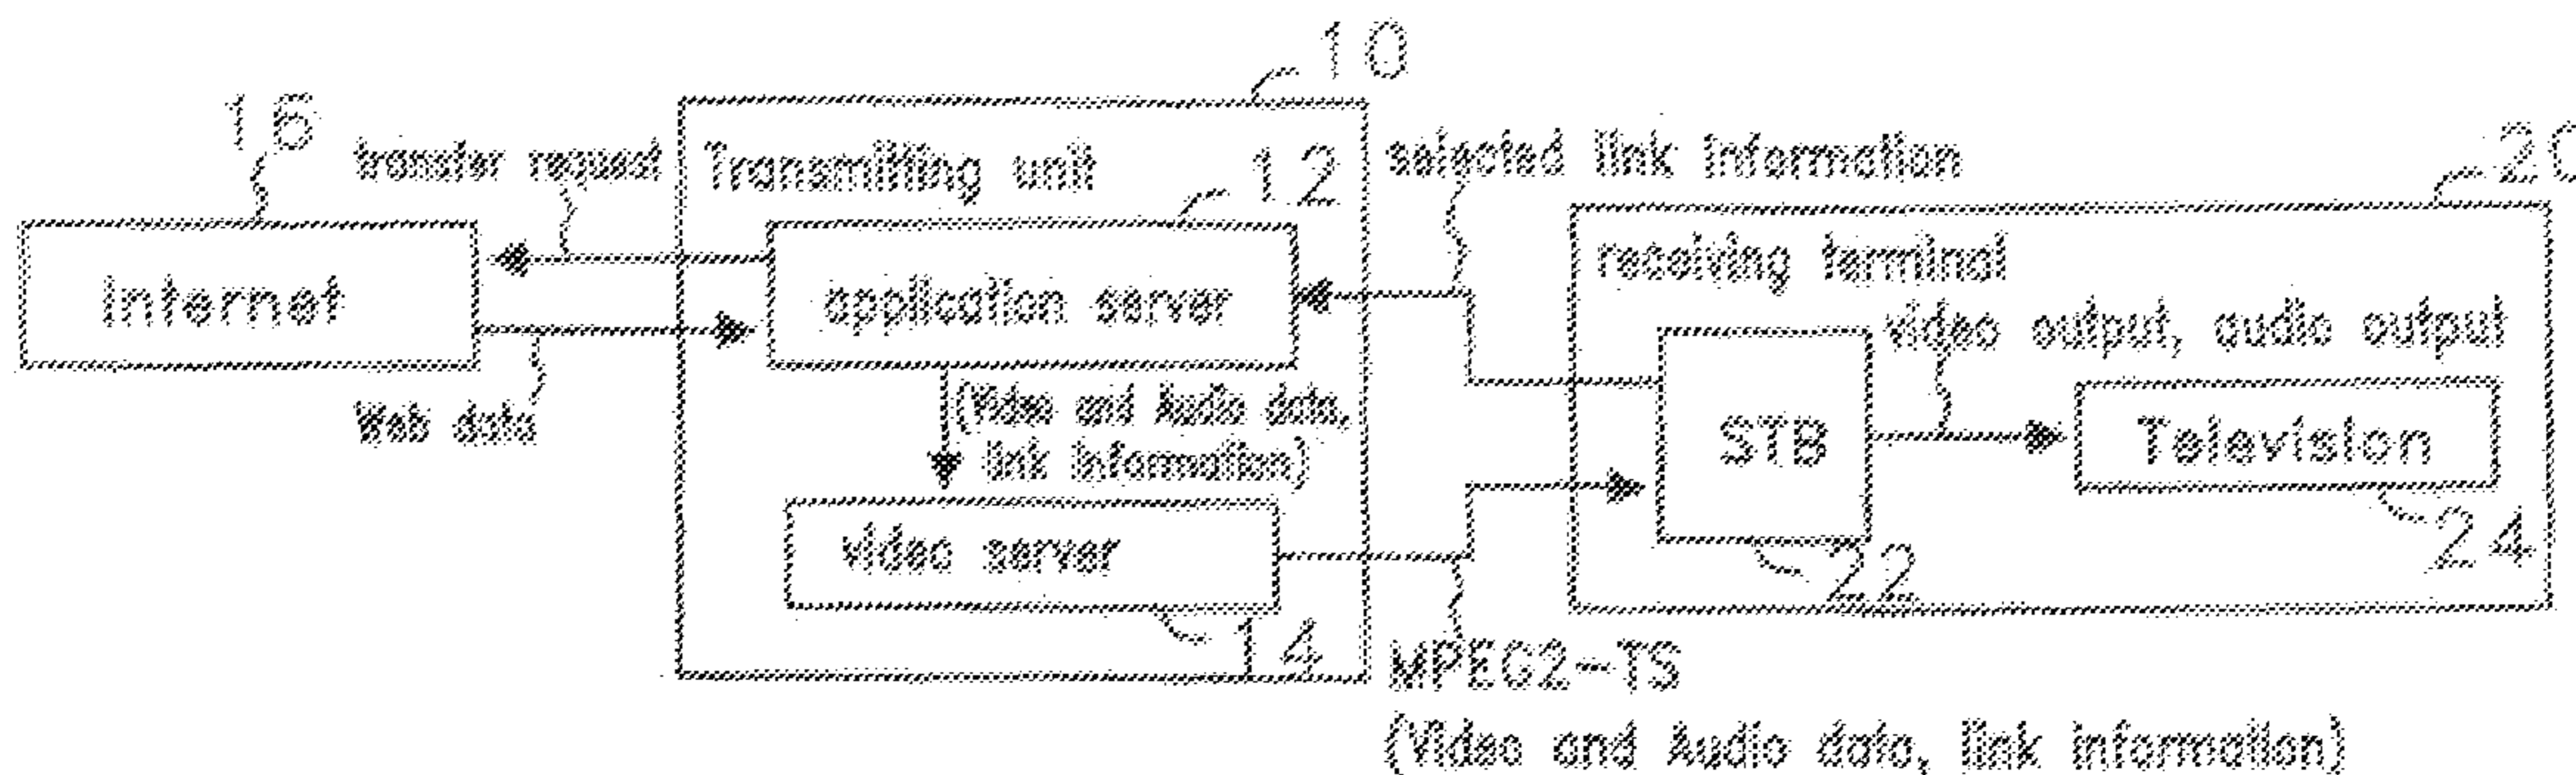 10
16
transfer request
Transmitting unit
12
selected link information
20
Internet
application server
receiving terminal
video output, audio output
Web data
(Video and Audio data,
link information)
STB
Television
video server
22
24
14
MPEG2-TS
(Video and Audio data, link information)